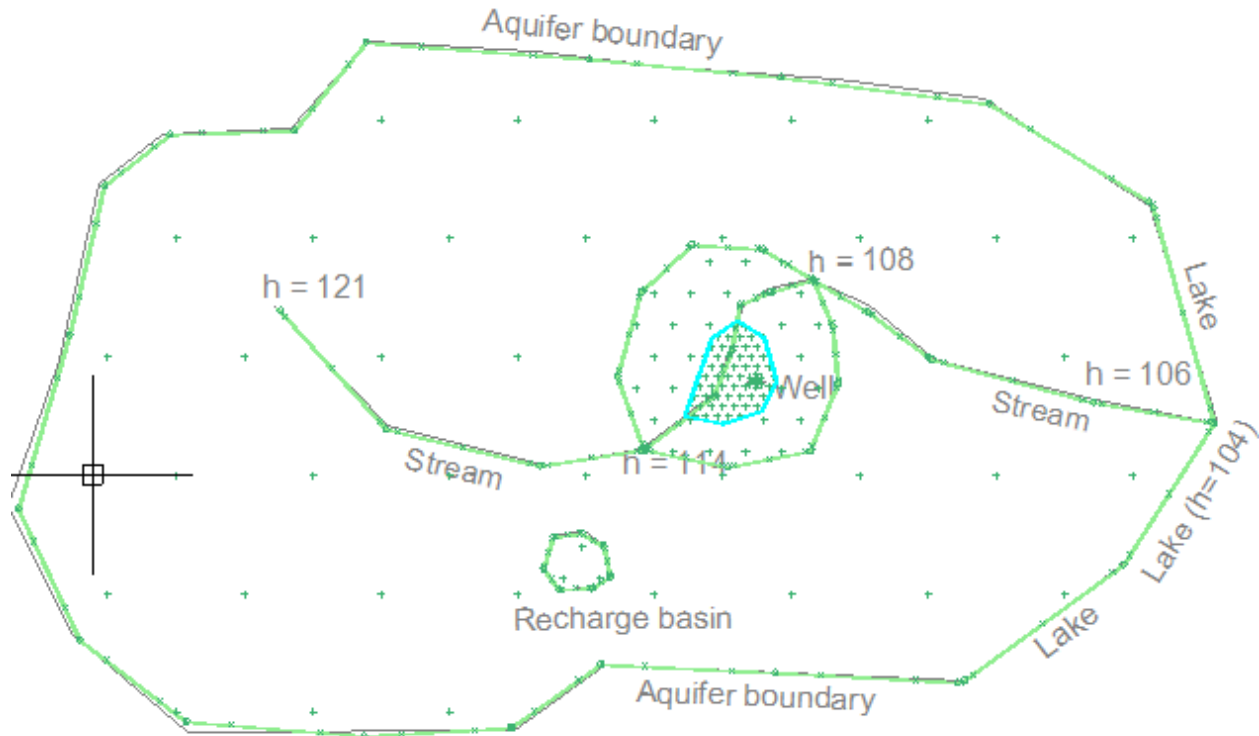 Aquifer boundary
h = 121
h = 108
Lake
Well
h = 106
Stream
Stream
h = 114
Lake (h=104)
Recharge basin
Lake
Aquifer boundary